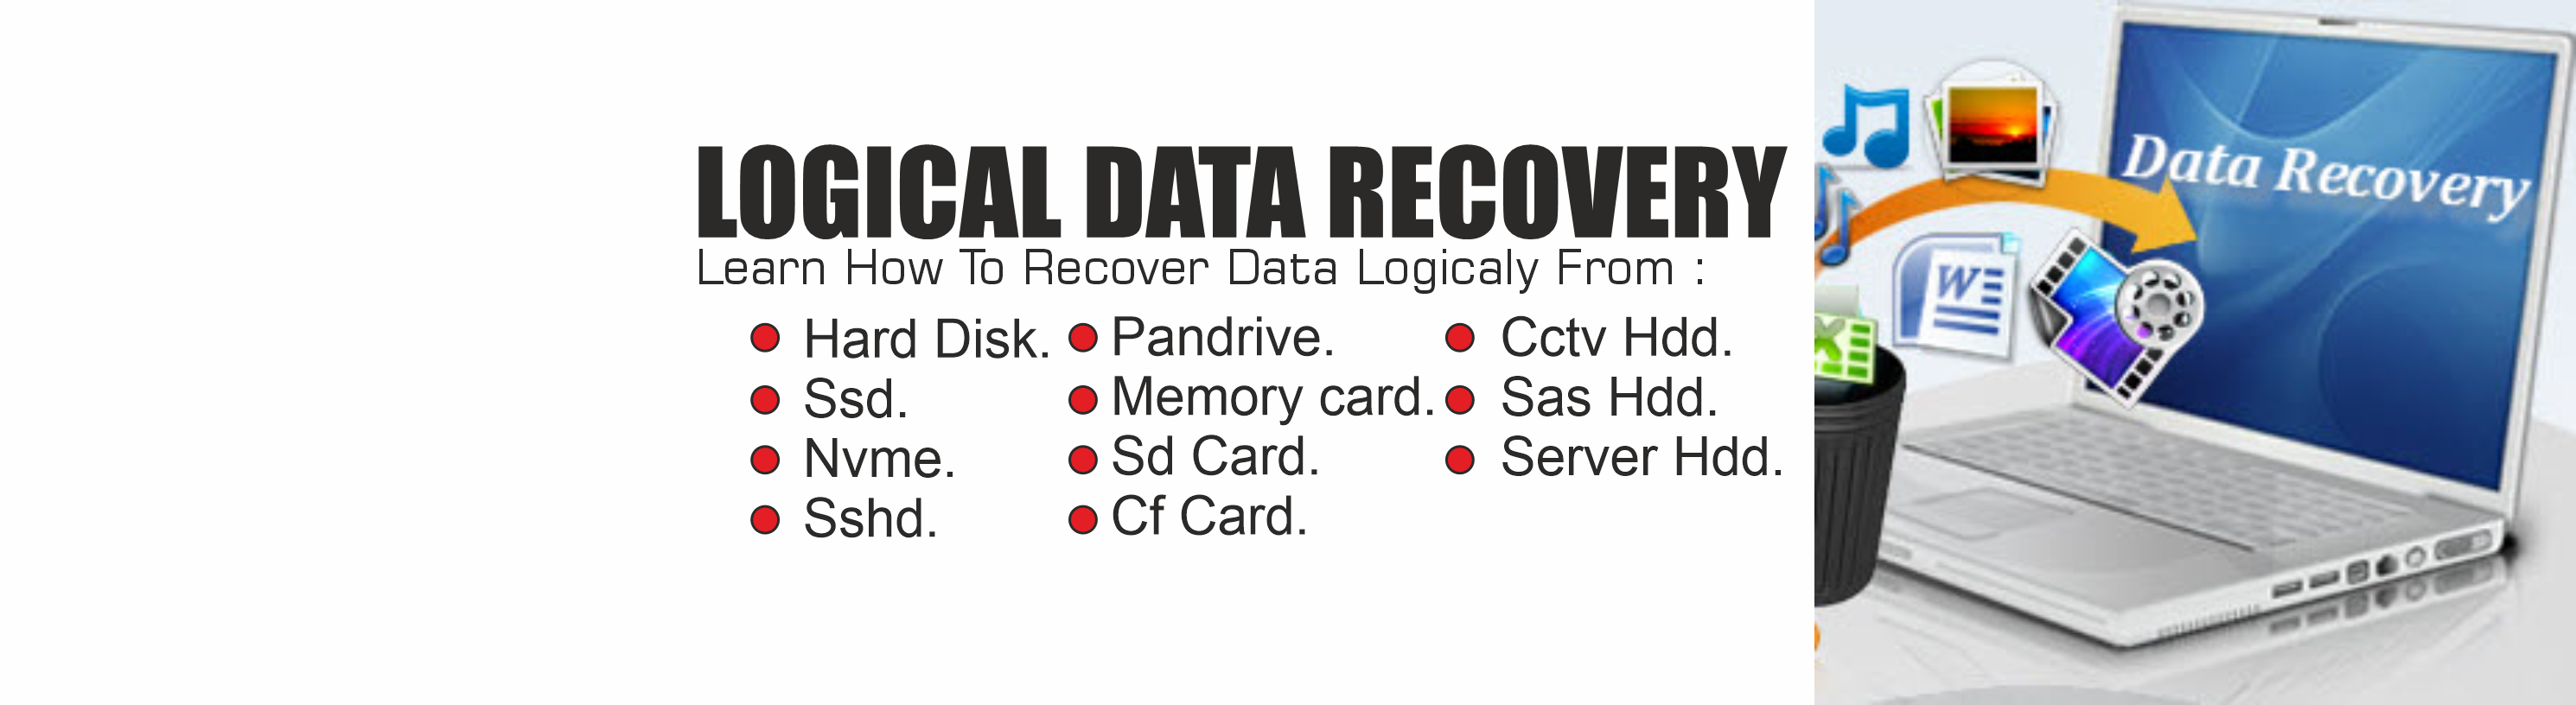 LOGICAL DATA RECOVERY
Learn How To Recover Data Logicaly From :
Hard Disk.
Ssd.
Nvme.
Sshd.
Pandrive.
Memory card.
Sd Card.
Cf Card.
Cctv Hdd.
Sas Hdd.
Server Hdd.
Data Recovery
W
X